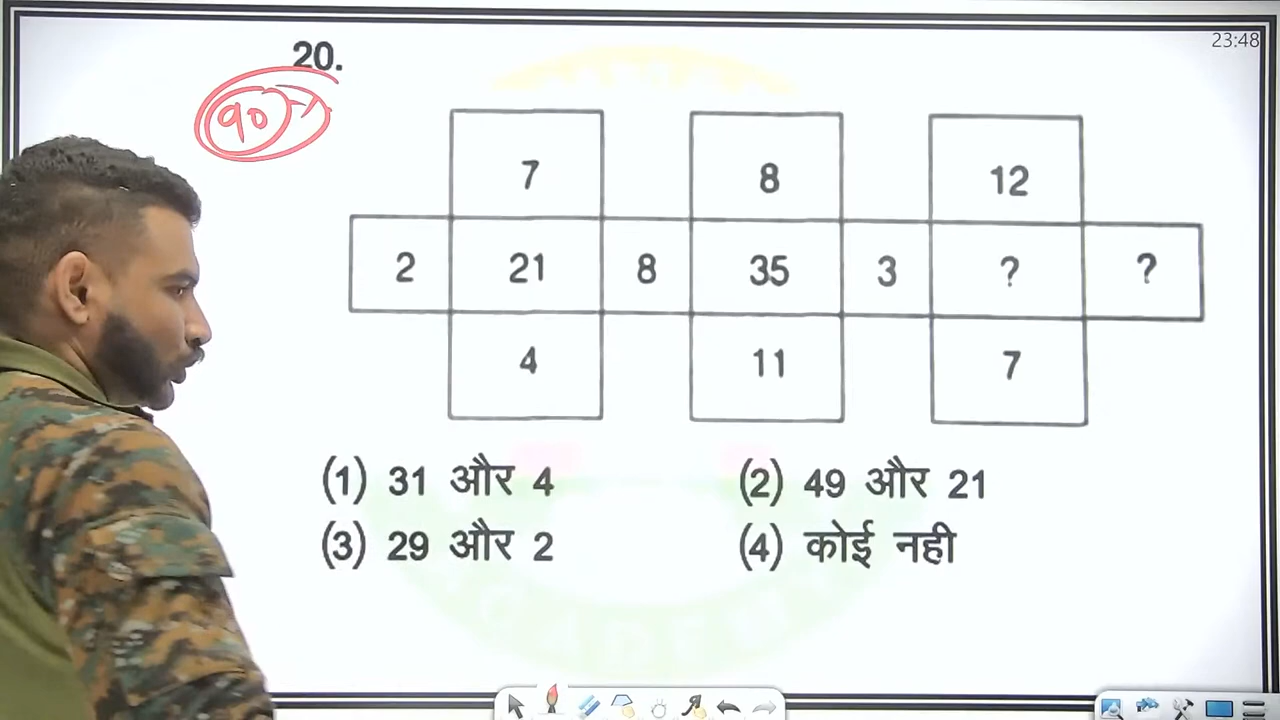 23:48
20.
90
7 8 12
2 21 8 35 3 ? ?
4 11 7
(1) 31 और 4 (2) 49 और 21
(3) 29 और 2 (4) कोई नही